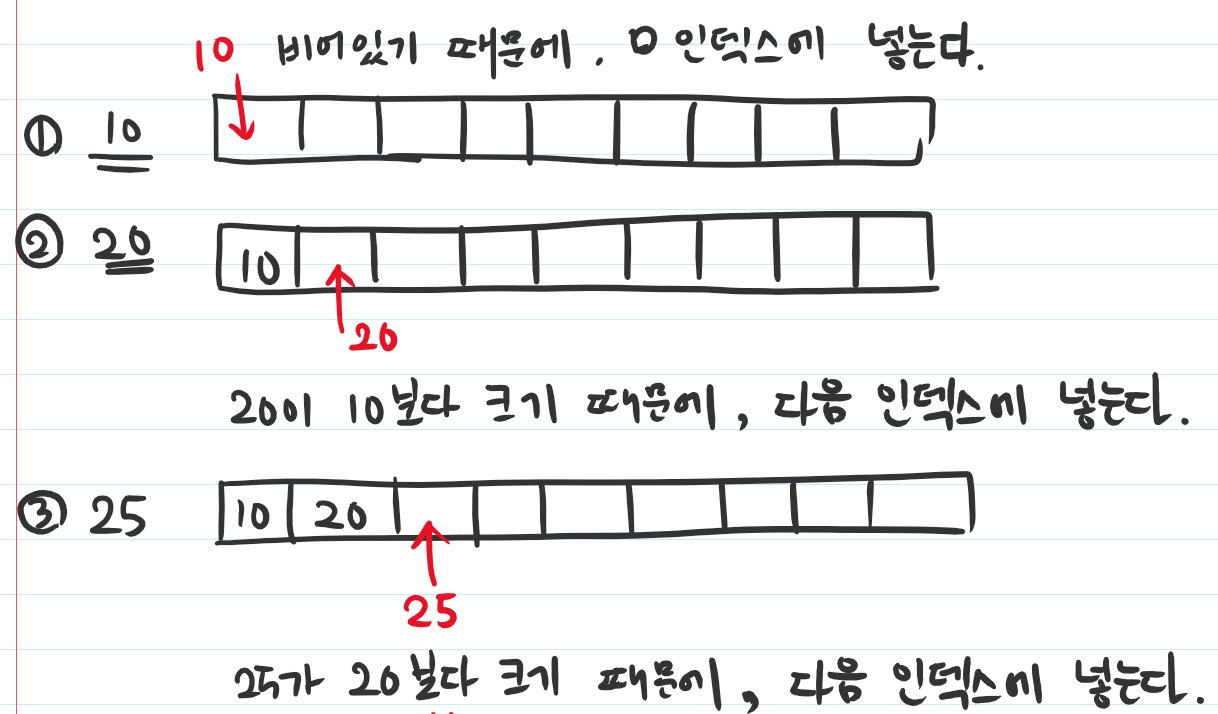 10 비어있기 때문에. 0 인덱스에 넣는다.
① 10
② 20 10
20
20이 10보다 크기 때문에, 다음 인덱스에 넣는다.
③ 25 10 20
25
25가 20보다 크기 때문에, 다음 인덱스에 넣는다.